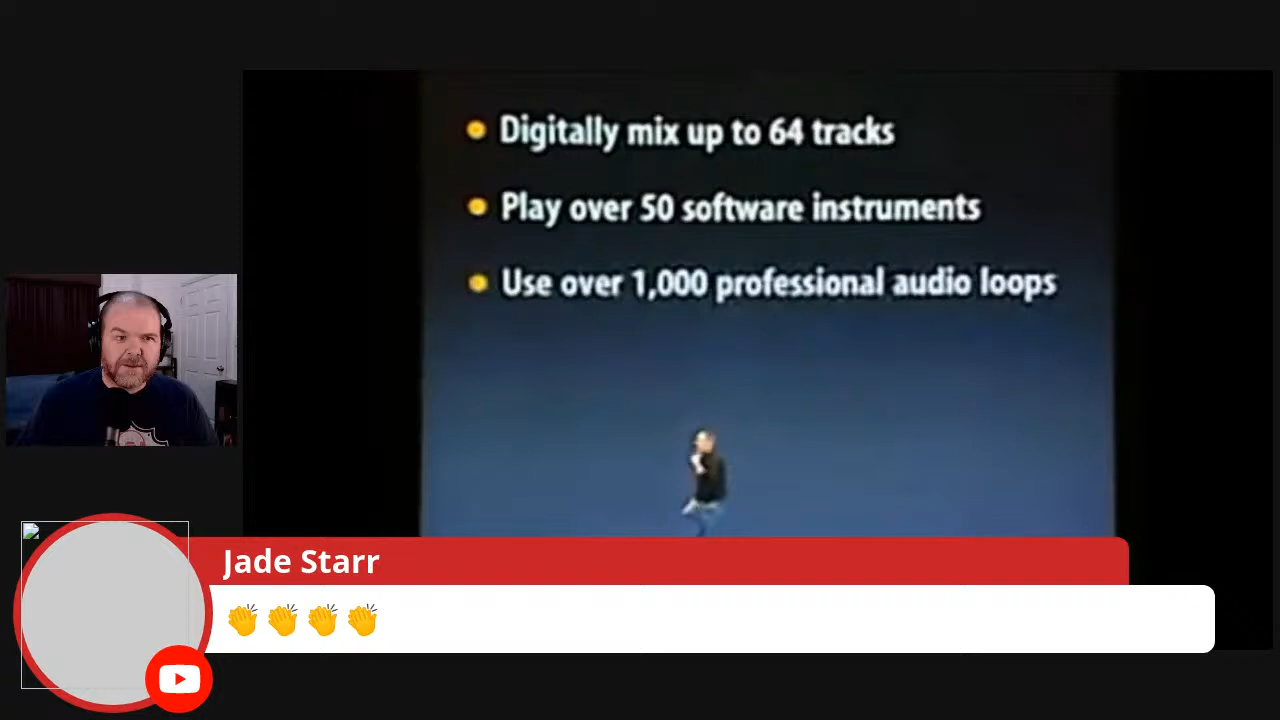 Digitally mix up to 64 tracks
Play over 50 software instruments
Use over 1,000 professional audio loops
Jade Starr
👏 👏 👏 👏